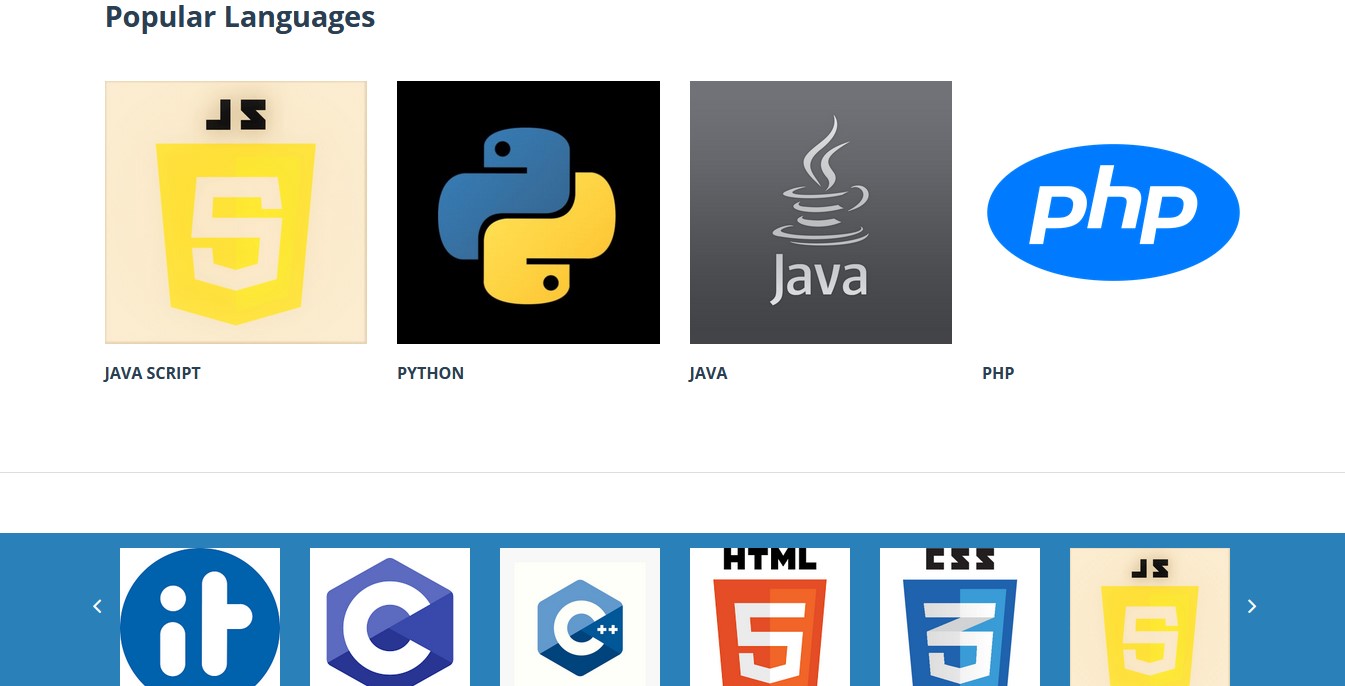 Popular Languages
JS
5
php
Java
JAVA SCRIPT
PYTHON
JAVA
PHP
it
C
C++
HTML
5
CSS
3
JS
5